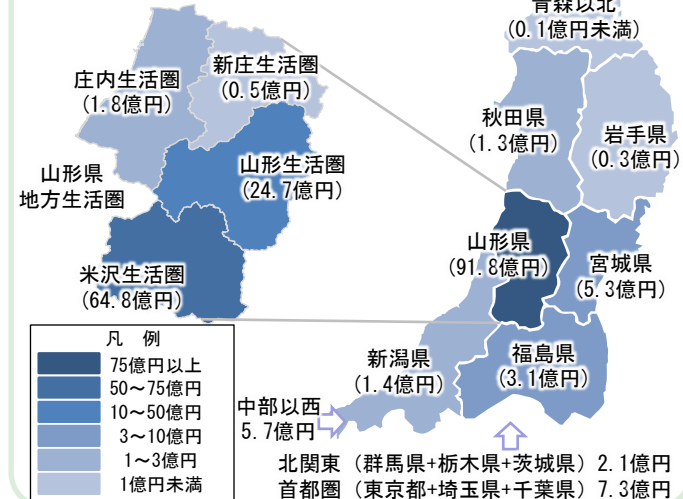 青森以北
(0.1億円未満)
庄内生活圏
(1.8億円)
新庄生活圏
(0.5億円)
秋田県
(1.3億円)
岩手県
(0.3億円)
山形県
地方生活圏
山形生活圏
(24.7億円)
山形県
(91.8億円)
宮城県
(5.3億円)
米沢生活圏
(64.8億円)
凡 例
75億円以上
50～75億円
10～50億円
3～10億円
1～3億円
1億円未満
新潟県
(1.4億円)
福島県
(3.1億円)
中部以西
5.7億円
北関東（群馬県+栃木県+茨城県）2.1億円
首都圏（東京都+埼玉県+千葉県）7.3億円